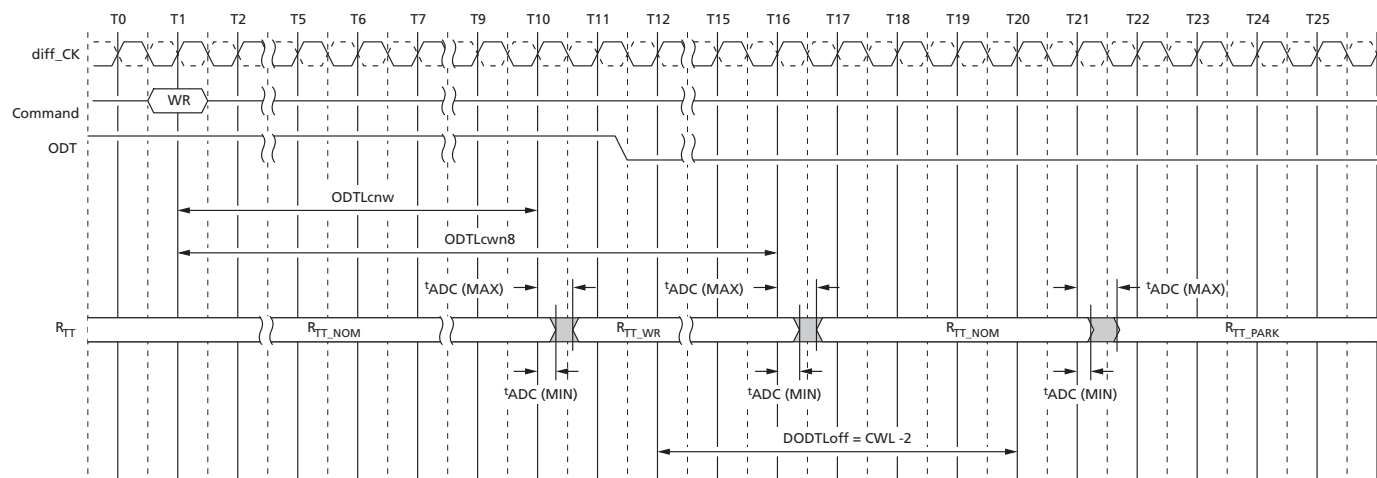 T0 T1 T2 T5 T6 T7 T9 T10 T11 T12 T15 T16 T17 T18 T19 T20 T21 T22 T23 T24 T25
diff_CK
WR
Command
ODT
ODTLcnw
ODTLcwn8
tADC (MAX) tADC (MAX) tADC (MAX)
RTT RTT_NOM RTT_WR RTT_NOM RTT_PARK
tADC (MIN) tADC (MIN) tADC (MIN)
DODTLoff = CWL -2